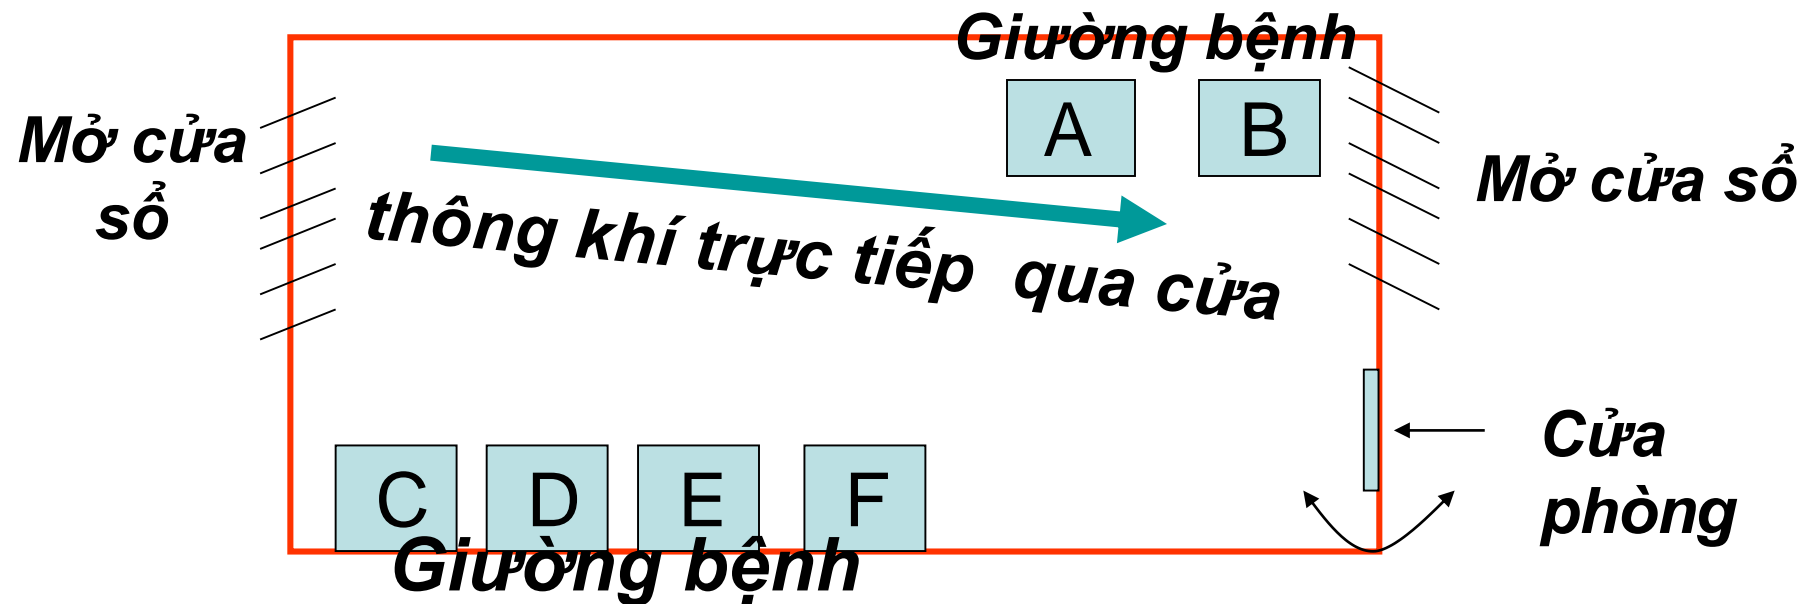 Giường bệnh
A B
Mở cửa
sổ
Mở cửa sổ
thông khí trực tiếp qua cửa
Cửa
phòng
C D E F
Giường bệnh